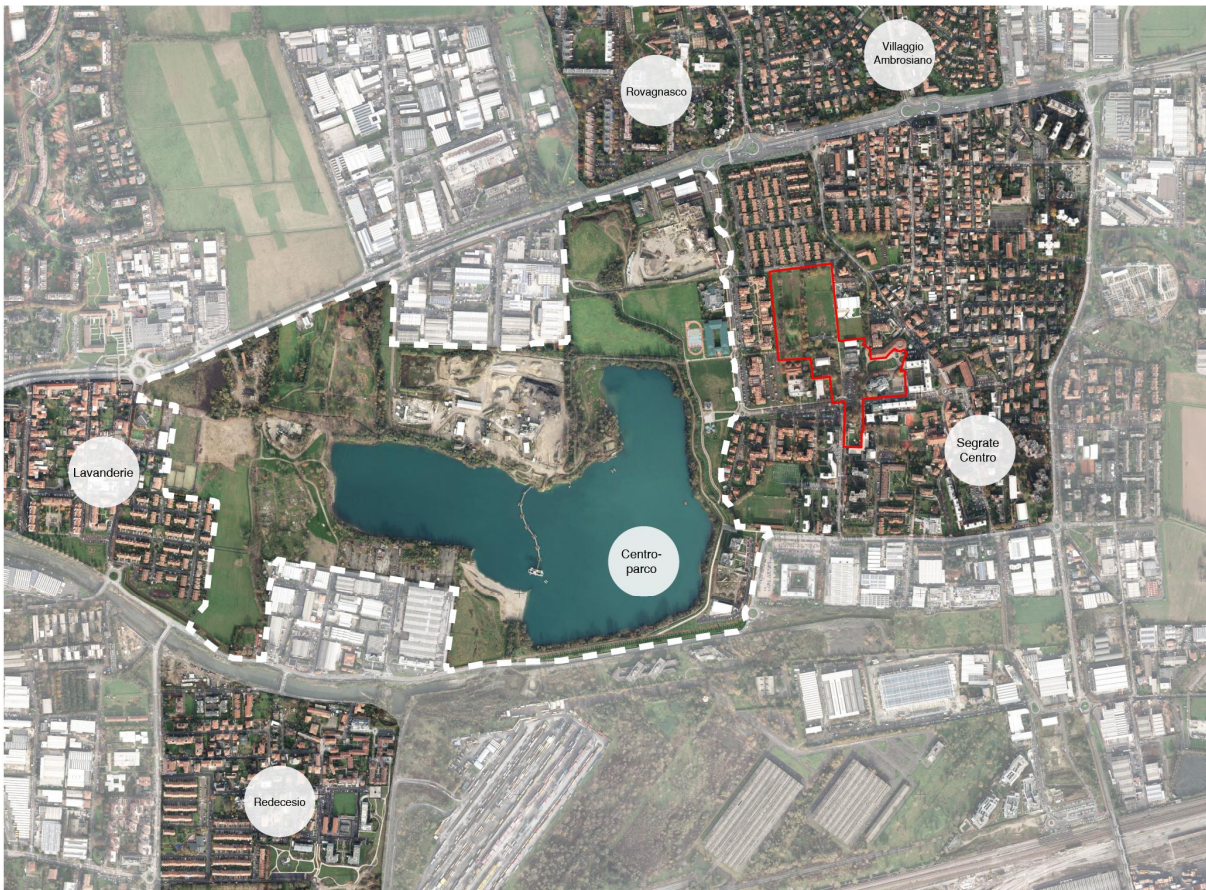 Villaggio
Ambrosiano
Rovagnasco
Lavanderie
Segrate
Centro
Centro-
parco
Redecesio